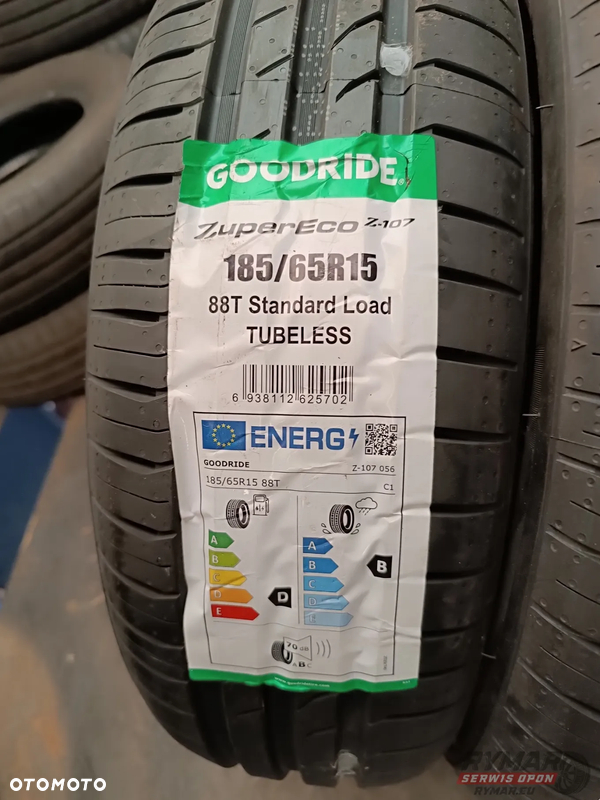 GOODRIDE
ZuperEco Z-107
185/65R15
88T Standard Load
TUBELESS
6 938112 625702
ENERG
GOODRIDE
Z-107 056
185/65R15 88T
C1
A
B
C
D
E
D
A
B
C
D
E
B
70 dB
ABC
RYMAR
SERWIS OPON
RYMAR.EU
OTOMOTO